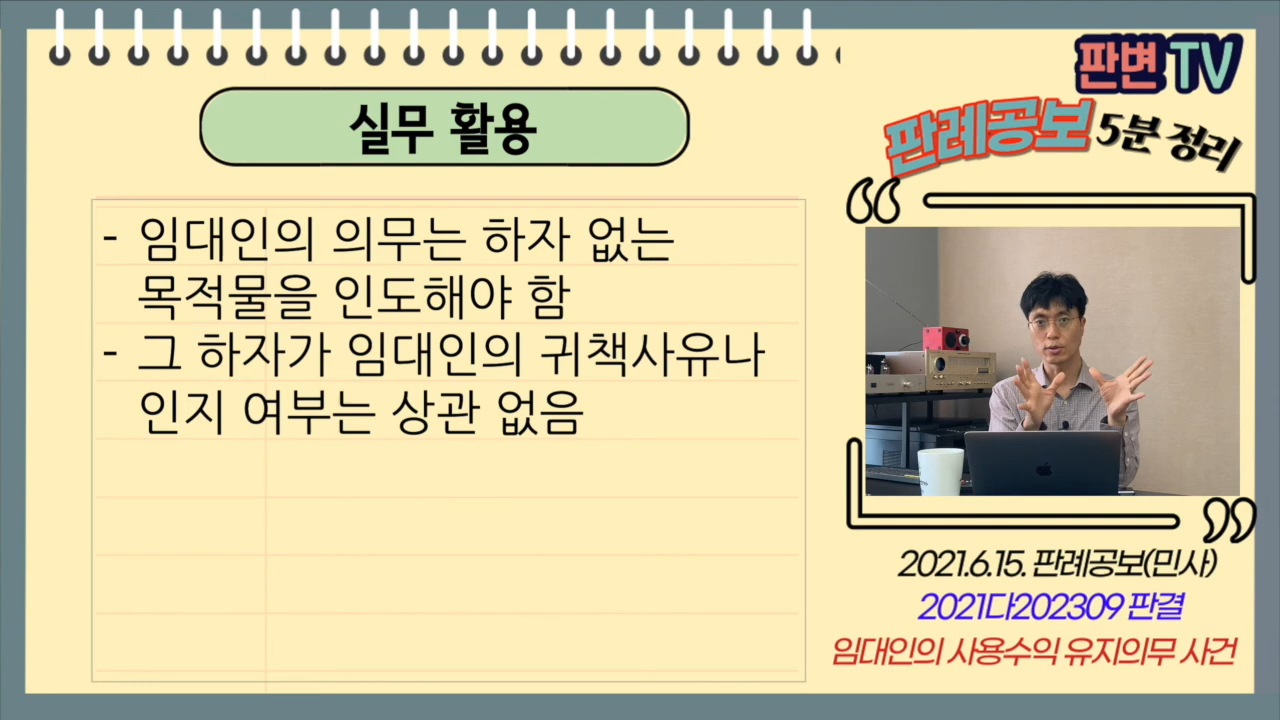 판변 TV
판례공보 5분 정리
실무 활용
- 임대인의 의무는 하자 없는
목적물을 인도해야 함
- 그 하자가 임대인의 귀책사유나
인지 여부는 상관 없음
2021.6.15. 판례공보(민사)
2021다202309 판결
임대인의 사용수익 유지의무 사건